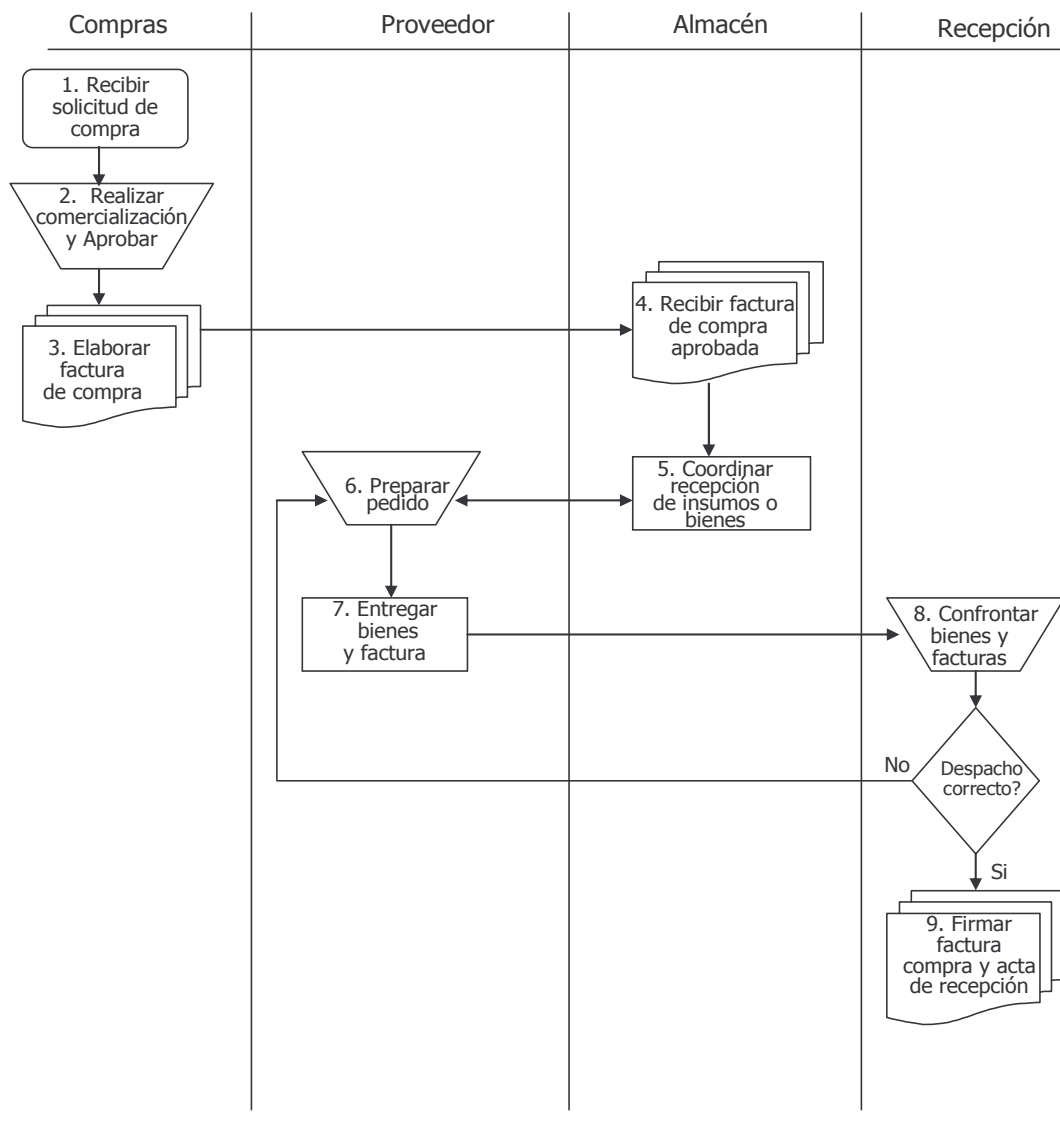 Compras
Proveedor
Almacén
Recepción
1. Recibir
solicitud de
compra
2. Realizar
comercialización
y Aprobar
3. Elaborar
factura
de compra
4. Recibir factura
de compra
aprobada
5. Coordinar
recepción
de insumos o
bienes
6. Preparar
pedido
7. Entregar
bienes
y factura
8. Confrontar
bienes y
facturas
Despacho
correcto?
No
Si
9. Firmar
factura
compra y acta
de recepción